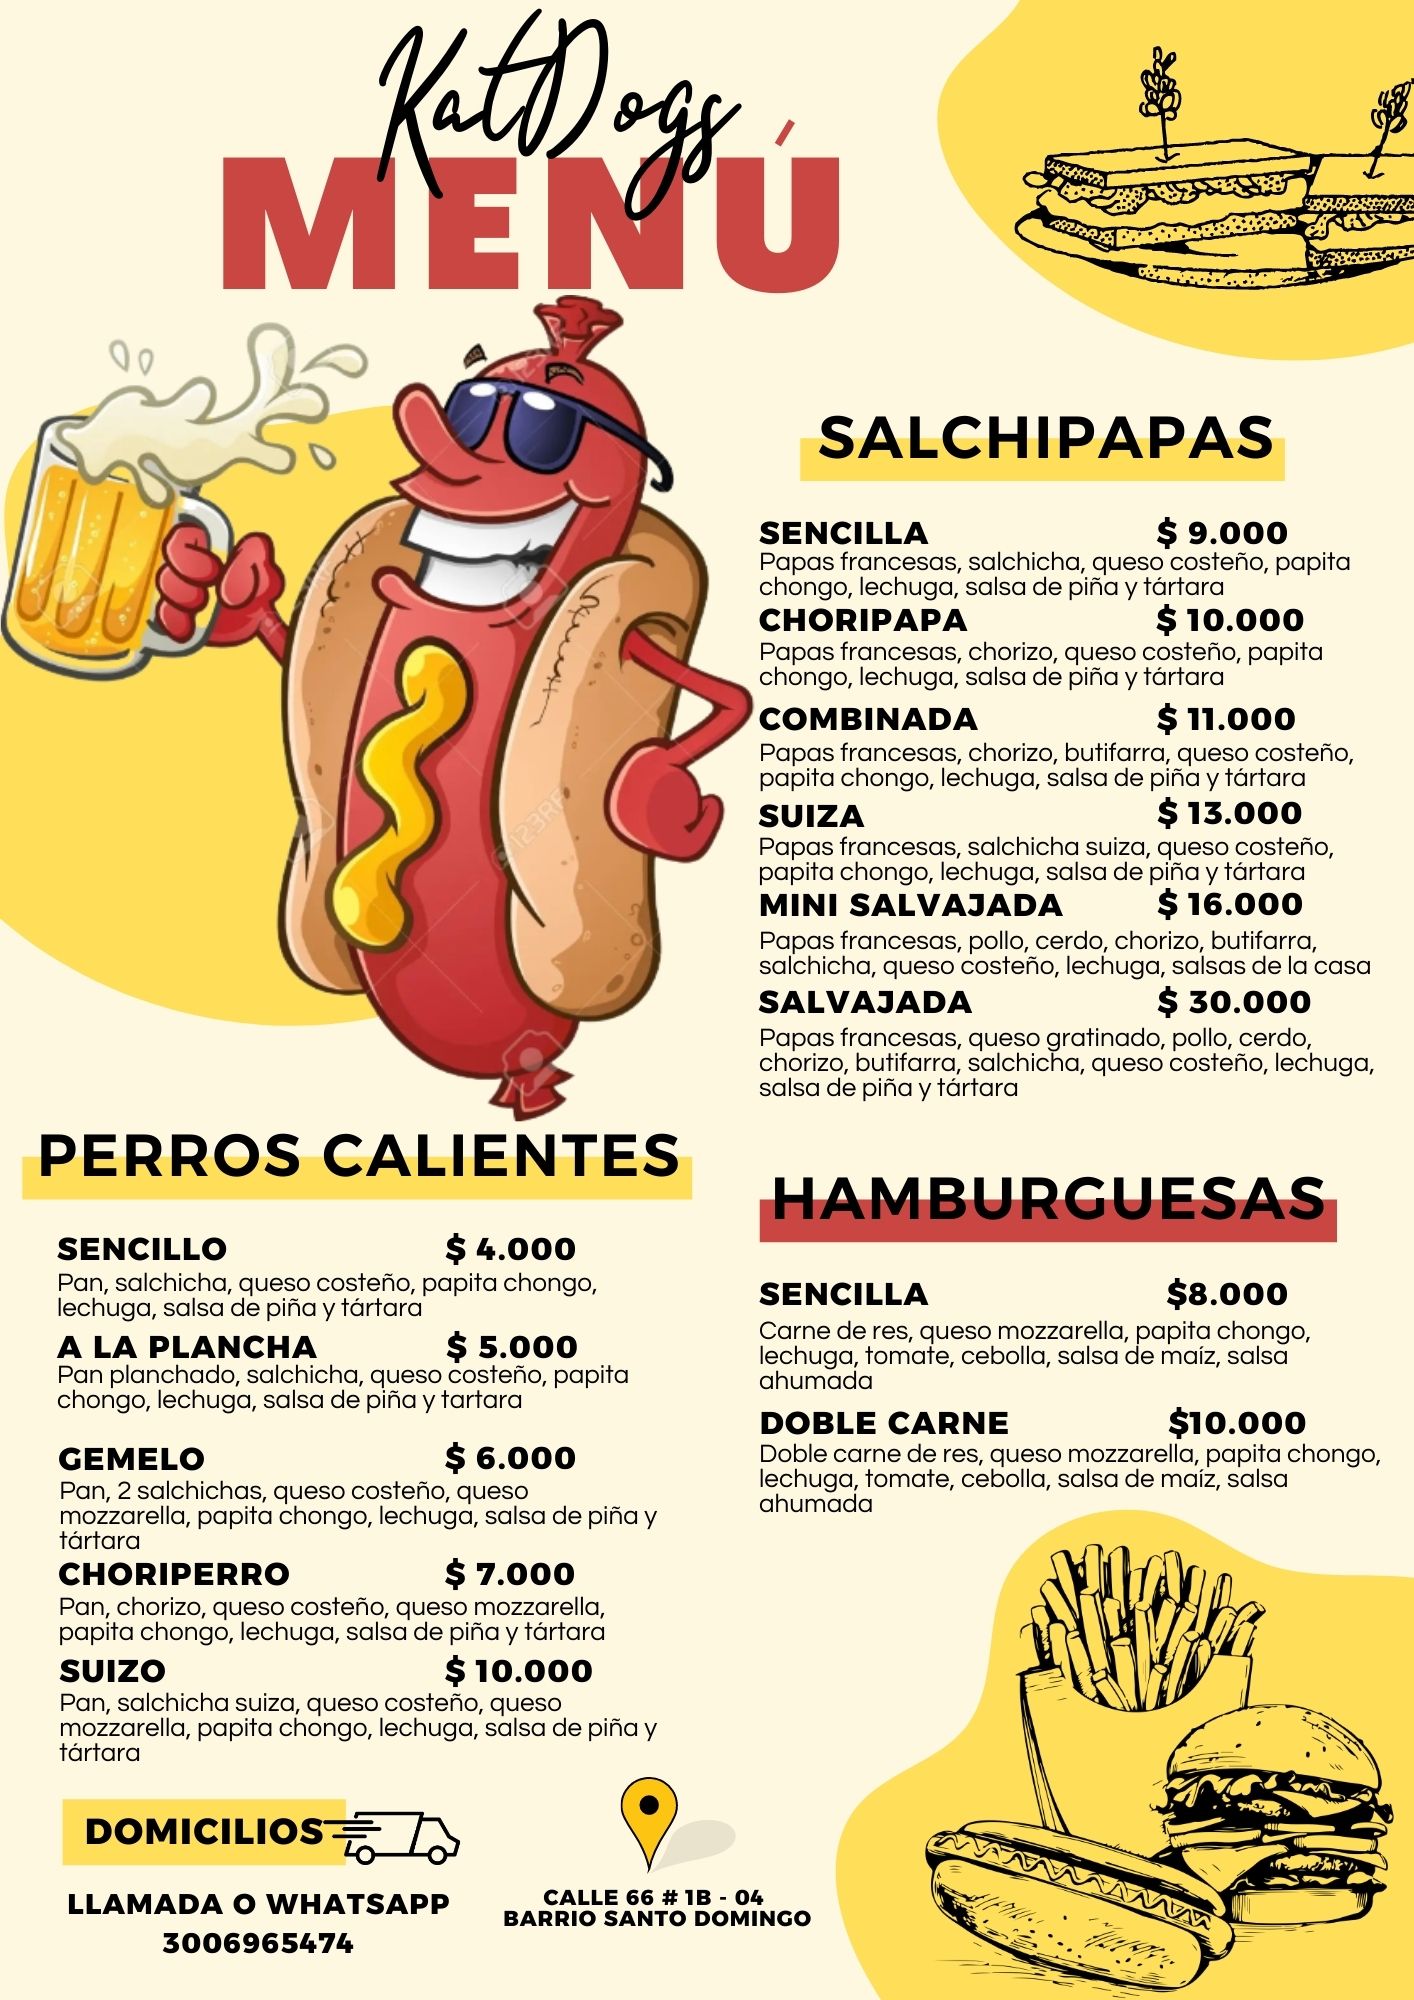 KatDogs
MENÚ
SALCHIPAPAS
SENCILLA $ 9.000
Papas francesas, salchicha, queso costeño, papita
chongo, lechuga, salsa de piña y tártara
CHORIPAPA $ 10.000
Papas francesas, chorizo, queso costeño, papita
chongo, lechuga, salsa de piña y tártara
COMBINADA $ 11.000
Papas francesas, chorizo, butifarra, queso costeño,
papita chongo, lechuga, salsa de piña y tártara
SUIZA $ 13.000
Papas francesas, salchicha suiza, queso costeño,
papita chongo, lechuga, salsa de piña y tártara
MINI SALVAJADA $ 16.000
Papas francesas, pollo, cerdo, chorizo, butifarra,
salchicha, queso costeño, lechuga, salsas de la casa
SALVAJADA $ 30.000
Papas francesas, queso gratinado, pollo, cerdo,
chorizo, butifarra, salchicha, queso costeño, lechuga,
salsa de piña y tártara
PERROS CALIENTES
SENCILLO $ 4.000
Pan, salchicha, queso costeño, papita chongo,
lechuga, salsa de piña y tártara
A LA PLANCHA $ 5.000
Pan planchado, salchicha, queso costeño, papita
chongo, lechuga, salsa de piña y tartara
GEMELO $ 6.000
Pan, 2 salchichas, queso costeño, queso
mozzarella, papita chongo, lechuga, salsa de piña y
tártara
CHORIPERRO $ 7.000
Pan, chorizo, queso costeño, queso mozzarella,
papita chongo, lechuga, salsa de piña y tártara
SUIZO $ 10.000
Pan, salchicha suiza, queso costeño, queso
mozzarella, papita chongo, lechuga, salsa de piña y
tártara
HAMBURGUESAS
SENCILLA $8.000
Carne de res, queso mozzarella, papita chongo,
lechuga, tomate, cebolla, salsa de maíz, salsa
ahumada
DOBLE CARNE $10.000
Doble carne de res, queso mozzarella, papita chongo,
lechuga, tomate, cebolla, salsa de maíz, salsa
ahumada
DOMICILIOS
LLAMADA O WHATSAPP
3006965474
CALLE 66 # 1B - 04
BARRIO SANTO DOMINGO
123RF